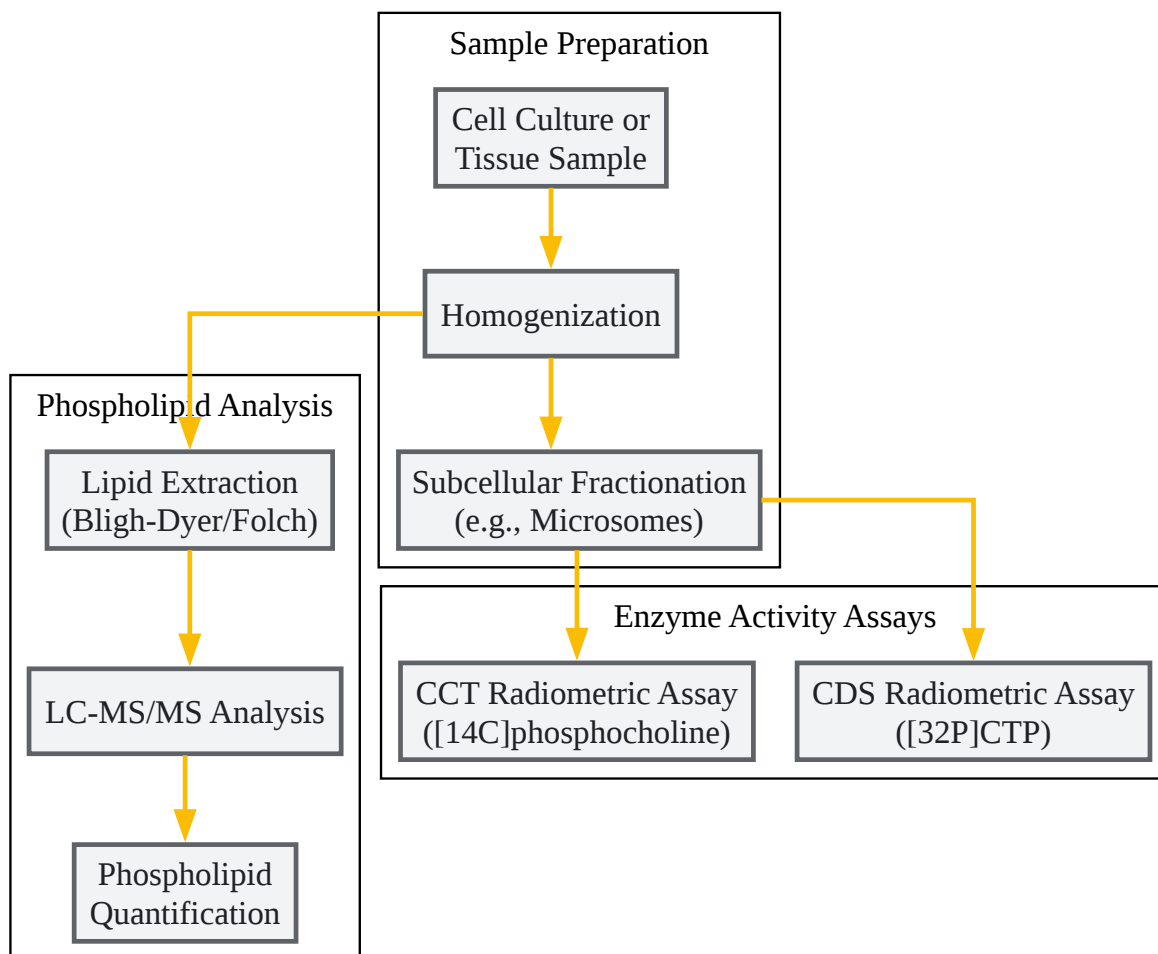 Sample Preparation
Cell Culture or
Tissue Sample
Homogenization
Phospholipid Analysis
Lipid Extraction
(Bligh-Dyer/Folch)
Subcellular Fractionation
(e.g., Microsomes)
Enzyme Activity Assays
LC-MS/MS Analysis
CCT Radiometric Assay
([14C]phosphocholine)
CDS Radiometric Assay
([32P]CTP)
Phospholipid
Quantification